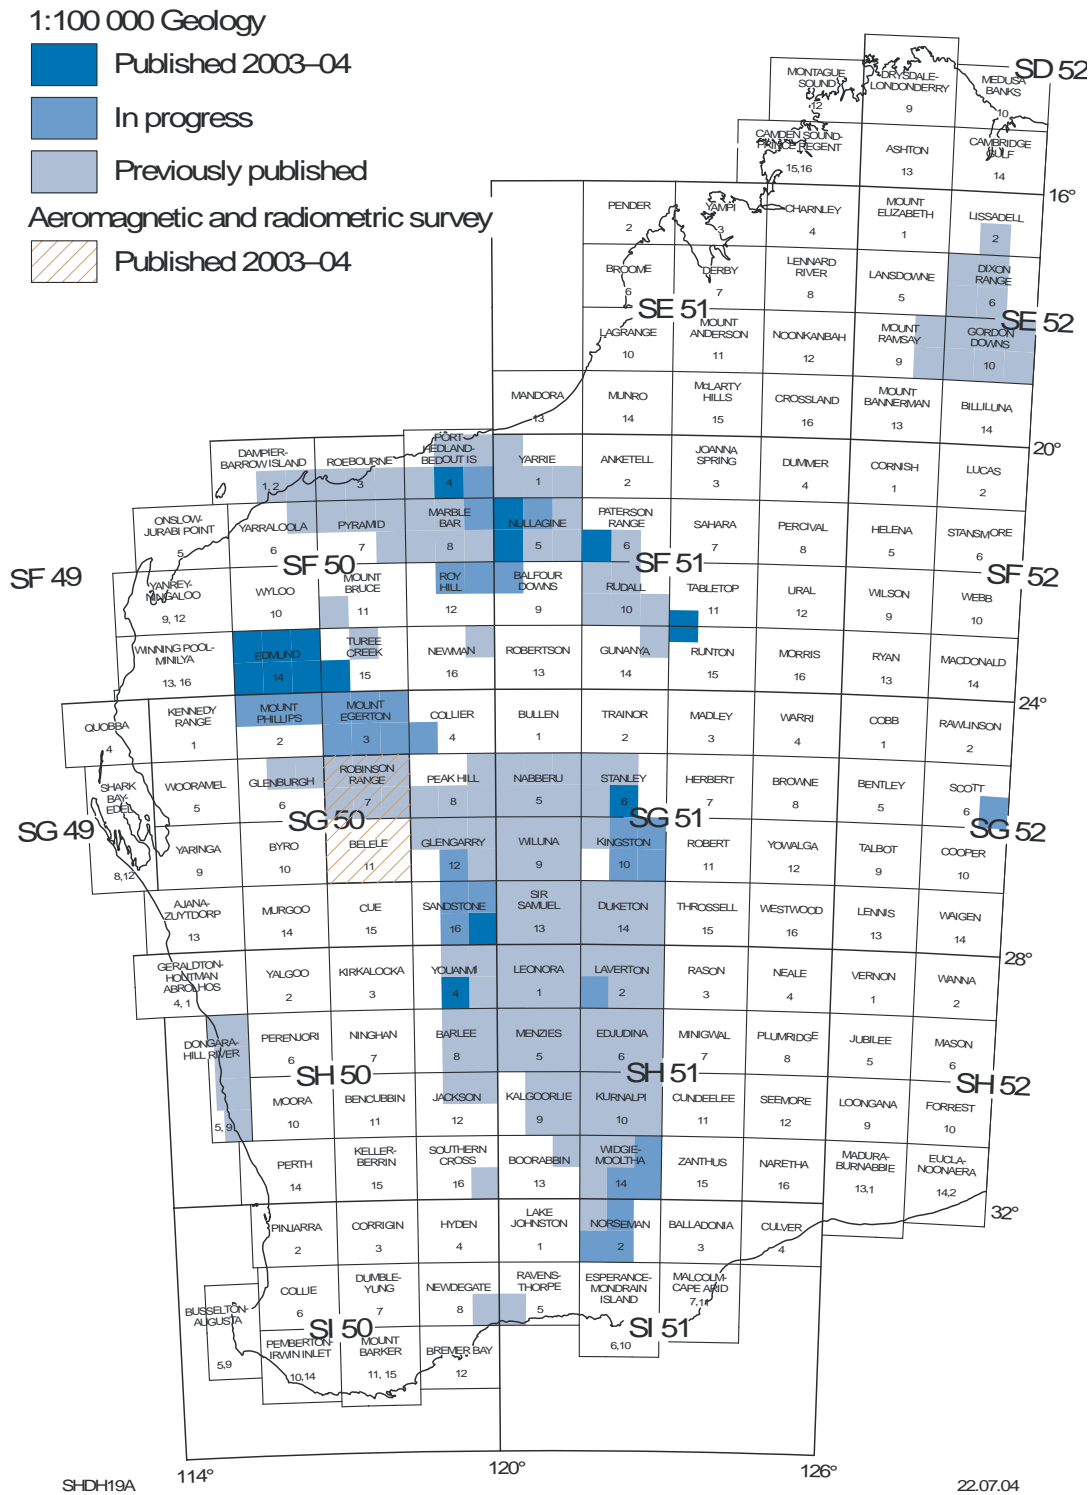 1:100 000 Geology
Published 2003–04
In progress
Previously published
Aeromagnetic and radiometric survey
Published 2003–04
SD 52
MONTAGUE
SOUND
12
DRYSDALE-
LONDONDERRY
9
MEDUSA
BANKS
10
CAMDEN SOUND-
PRINCE REGENT
15,16
ASHTON
13
CAMBRIDGE
GULF
14
16°
PENDER
2
YAMPI
3
CHARNLEY
4
MOUNT
ELIZABETH
1
LISSADELL
2
BROOME
6
DERBY
7
LENNARD
RIVER
8
LANSDOWNE
5
DIXON
RANGE
6
SE 51
SE 52
LAGRANGE
10
MOUNT
ANDERSON
11
NOONKANBAH
12
MOUNT
RAMSAY
9
GORDON
DOWNS
10
MANDORA
13
MUNRO
14
McLARTY
HILLS
15
CROSSLAND
16
MOUNT
BANNERMAN
13
BILLILUNA
14
20°
DAMPIER-
BARROW ISLAND
1, 2
ROEBOURNE
3
PORT
HEDLAND-
BEDOUT IS
4
YARRIE
1
ANKETELL
2
JOANNA
SPRING
3
DUMMER
4
CORNISH
1
LUCAS
2
ONSLOW-
JURABI POINT
5
YARRALOOLA
6
PYRAMID
7
MARBLE
BAR
8
NULLAGINE
5
PATERSON
RANGE
6
SAHARA
7
PERCIVAL
8
HELENA
5
STANSMORE
6
SF 49
SF 50
SF 51
SF 52
YANREY-
NINGALOO
9, 12
WYLOO
10
MOUNT
BRUCE
11
ROY
HILL
12
BALFOUR
DOWNS
9
RUDALL
10
TABLETOP
11
URAL
12
WILSON
9
WEBB
10
WINNING POOL-
MINILYA
13, 16
EDMUND
14
TUREE
CREEK
15
NEWMAN
16
ROBERTSON
13
GUNANYA
14
RUNTON
15
MORRIS
16
RYAN
13
MACDONALD
14
24°
QUOBBA
4
KENNEDY
RANGE
1
MOUNT
PHILLIPS
2
MOUNT
EGERTON
3
COLLIER
4
BULLEN
1
TRAINOR
2
MADLEY
3
WARRI
4
COBB
1
RAWLINSON
2
SHARK
BAY-
EDEL
8,12
WOORAMEL
5
GLENBURGH
6
ROBINSON
RANGE
7
PEAK HILL
8
NABBERU
5
STANLEY
6
HERBERT
7
BROWNE
8
BENTLEY
5
SCOTT
6
SG 49
SG 50
SG 51
SG 52
YARINGA
9
BYRO
10
BELELE
11
GLENGARRY
12
WILUNA
9
KINGSTON
10
ROBERT
11
YOWALGA
12
TALBOT
9
COOPER
10
AJANA-
ZUYTDORP
13
MURGOO
14
CUE
15
SANDSTONE
16
SIR
SAMUEL
13
DUKETON
14
THROSSELL
15
WESTWOOD
16
LENNIS
13
WAIGEN
14
28°
GERALDTON-
HOUTMAN
ABROLHOS
4, 1
YALGOO
2
KIRKALOCKA
3
YOUANMI
4
LEONORA
1
LAVERTON
2
RASON
3
NEALE
4
VERNON
1
WANNA
2
DONGARA-
HILL RIVER
5, 9
PERENJORI
6
NINGHAN
7
BARLEE
8
MENZIES
5
EDJUDINA
6
MINIGWAL
7
PLUMRIDGE
8
JUBILEE
5
MASON
6
SH 50
SH 51
SH 52
MOORA
10
BENCUBBIN
11
JACKSON
12
KALGOORLIE
9
KURNALPI
10
CUNDEELEE
11
SEEMORE
12
LOONGANA
9
FORREST
10
PERTH
14
KELLER-
BERRIN
15
SOUTHERN
CROSS
16
BOORABBIN
13
WIDGIE-
MOOLTHA
14
ZANTHUS
15
NARETHA
16
MADURA-
BURNABBIE
13,1
EUCLA-
NOONAERA
14,2
32°
PINJARRA
2
CORRIGIN
3
HYDEN
4
LAKE
JOHNSTON
1
NORSEMAN
2
BALLADONIA
3
CULVER
4
BUSSELTON-
AUGUSTA
5,9
COLLIE
6
DUMBLE-
YUNG
7
NEWDEGATE
8
RAVENS-
THORPE
5
ESPERANCE-
MONDRAIN
ISLAND
6,10
MALCOLM-
CAPE ARID
7,11
SI 50
SI 51
PEMBERTON-
IRWIN INLET
10,14
MOUNT
BARKER
11, 15
BREMER BAY
12
114°
120°
126°
SHDH19A
22.07.04